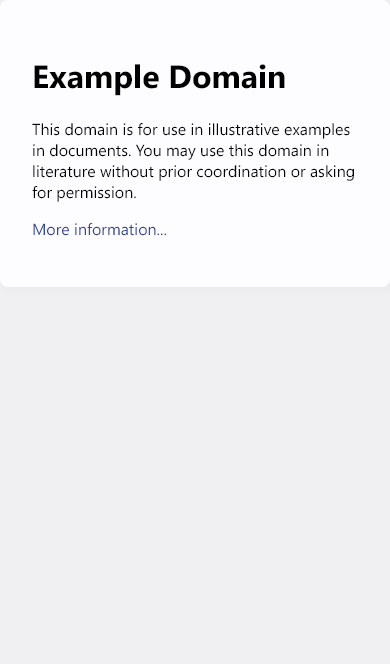 Example Domain
This domain is for use in illustrative examples
in documents. You may use this domain in
literature without prior coordination or asking
for permission.
More information...